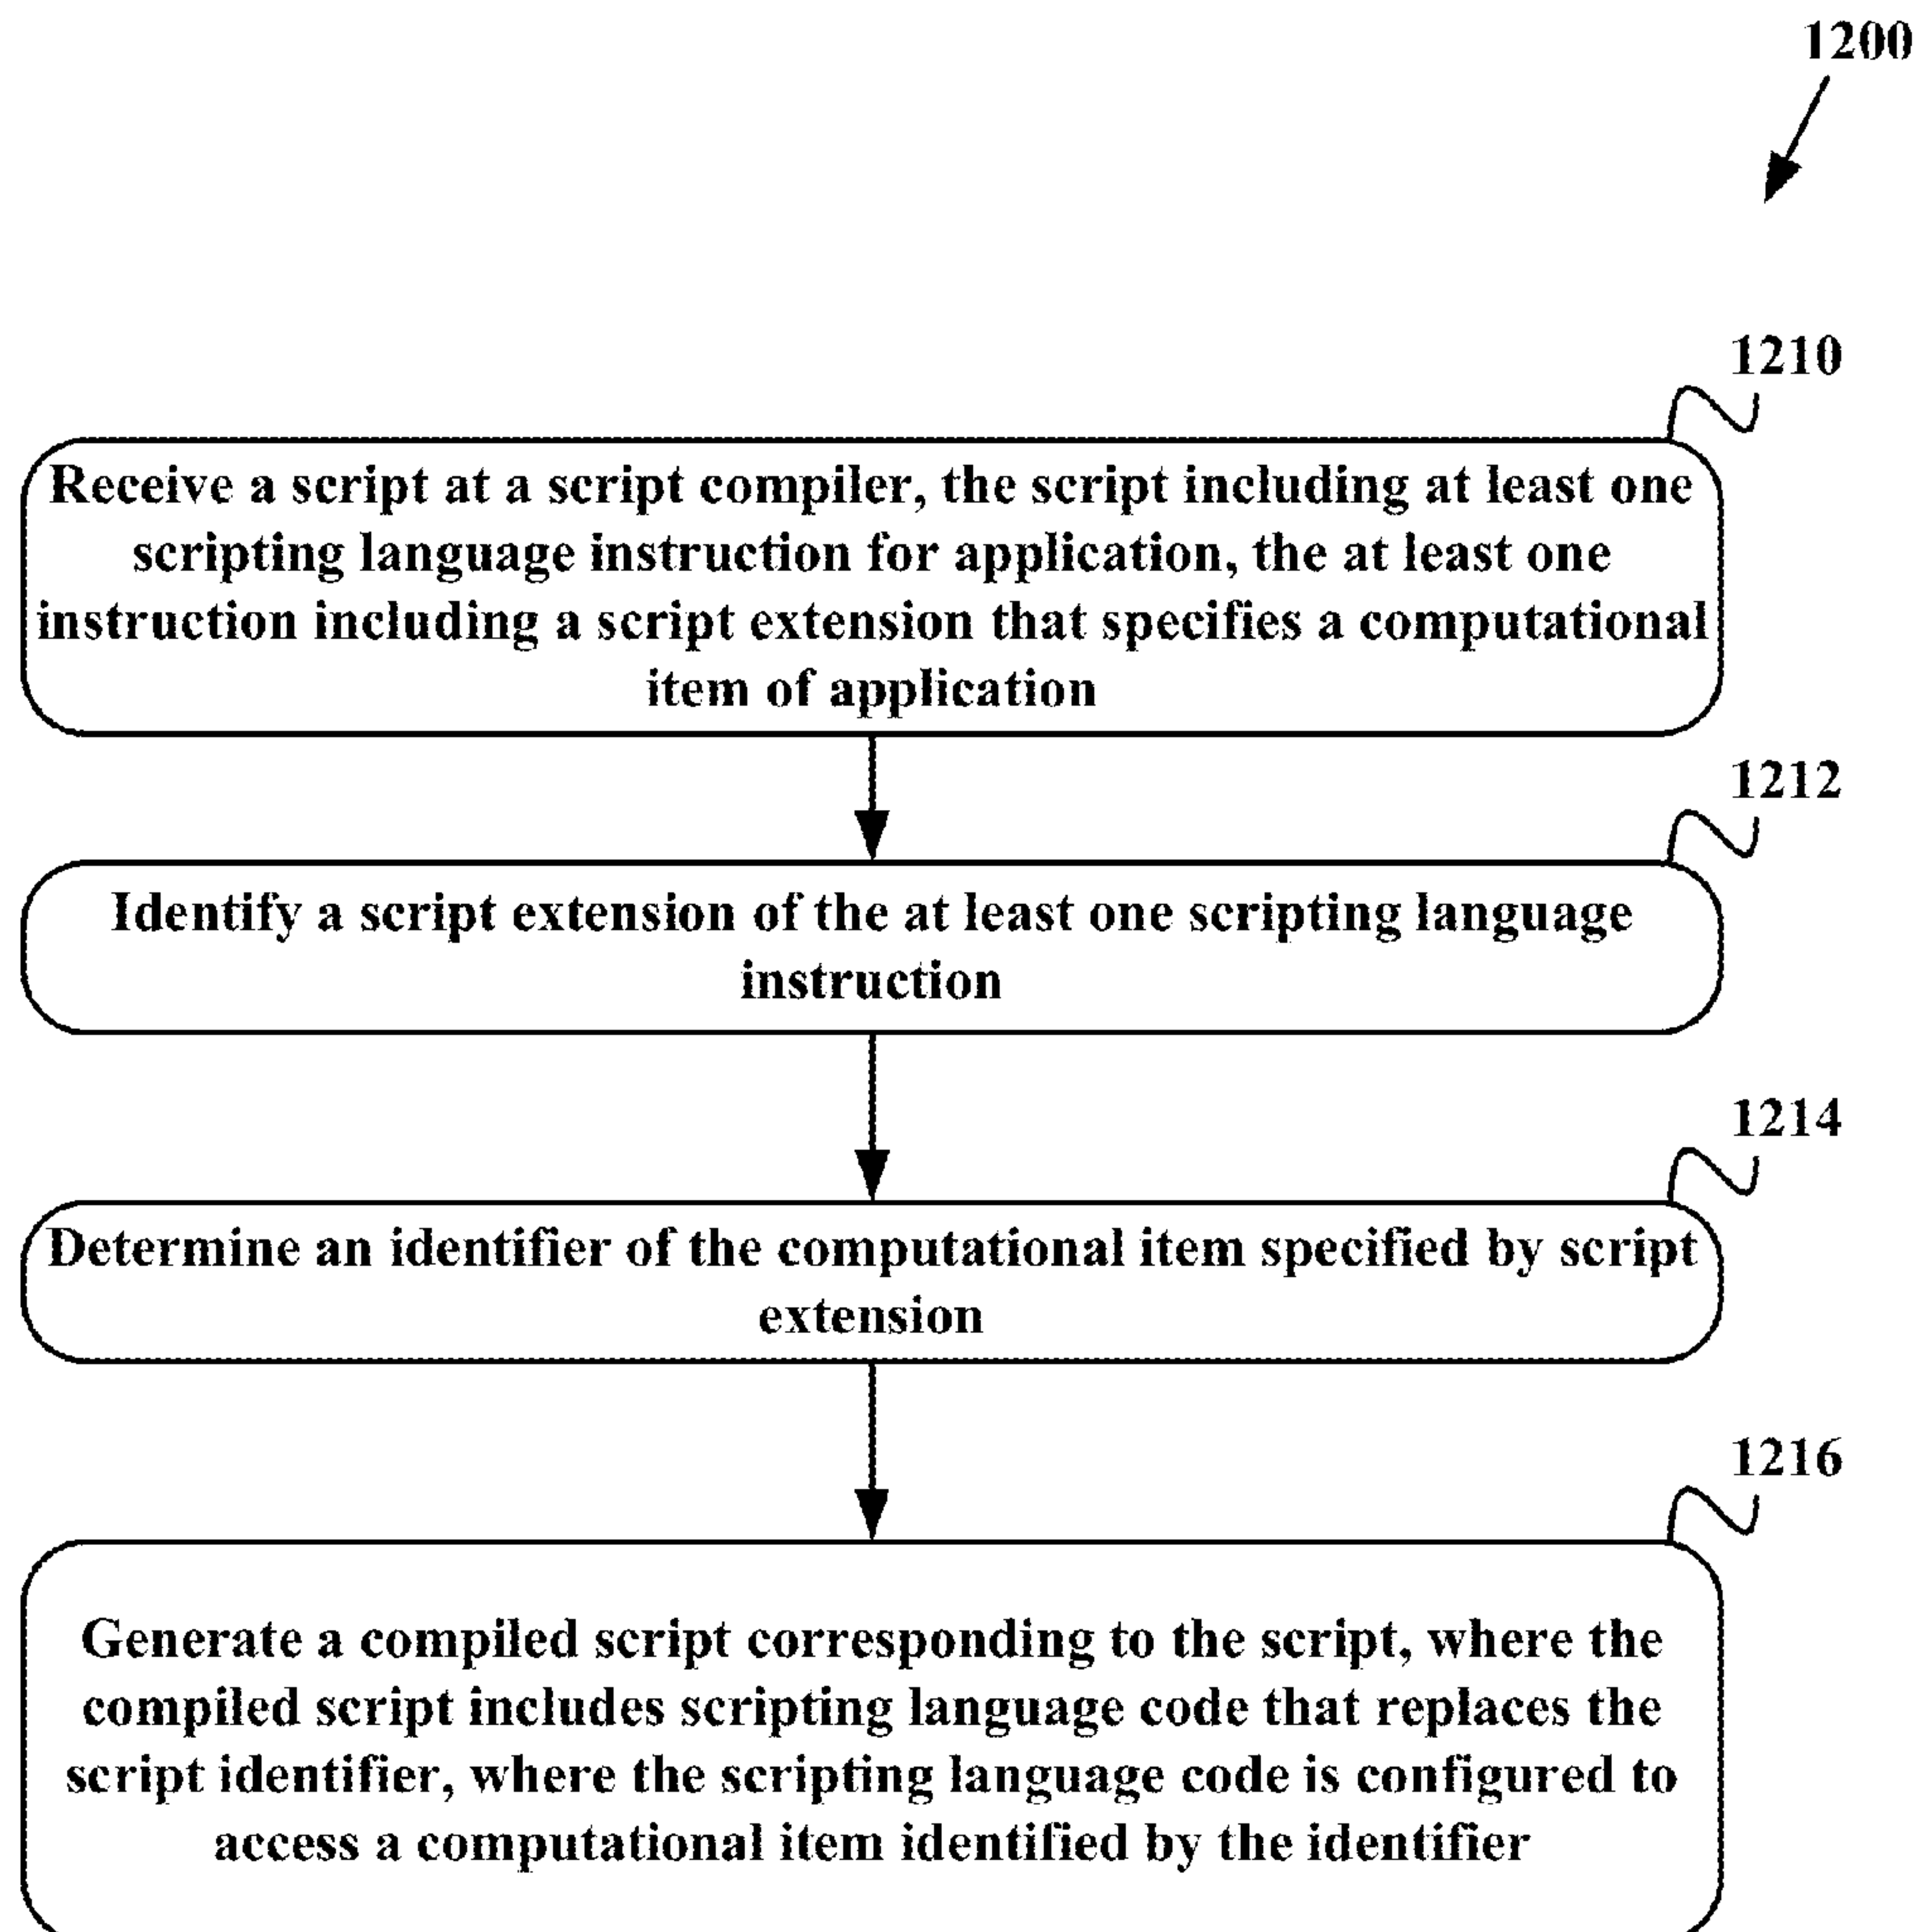 1200
1210
Receive a script at a script compiler, the script including at least one
scripting language instruction for application, the at least one
instruction including a script extension that specifies a computational
item of application
1212
Identify a script extension of the at least one scripting language
instruction
1214
Determine an identifier of the computational item specified by script
extension
1216
Generate a compiled script corresponding to the script, where the
compiled script includes scripting language code that replaces the
script identifier, where the scripting language code is configured to
access a computational item identified by the identifier